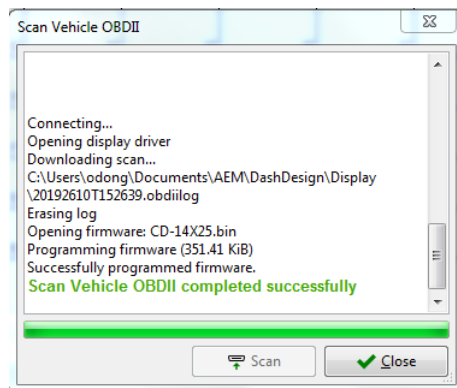 Scan Vehicle OBDII
Connecting...
Opening display driver
Downloading scan...
C:\Users\odong\Documents\AEM\DashDesign\Display
\20192610T152639.obdiilog
Erasing log
Opening firmware: CD-14X25.bin
Programming firmware (351.41 KiB)
Successfully programmed firmware.
Scan Vehicle OBDII completed successfully
Scan
Close